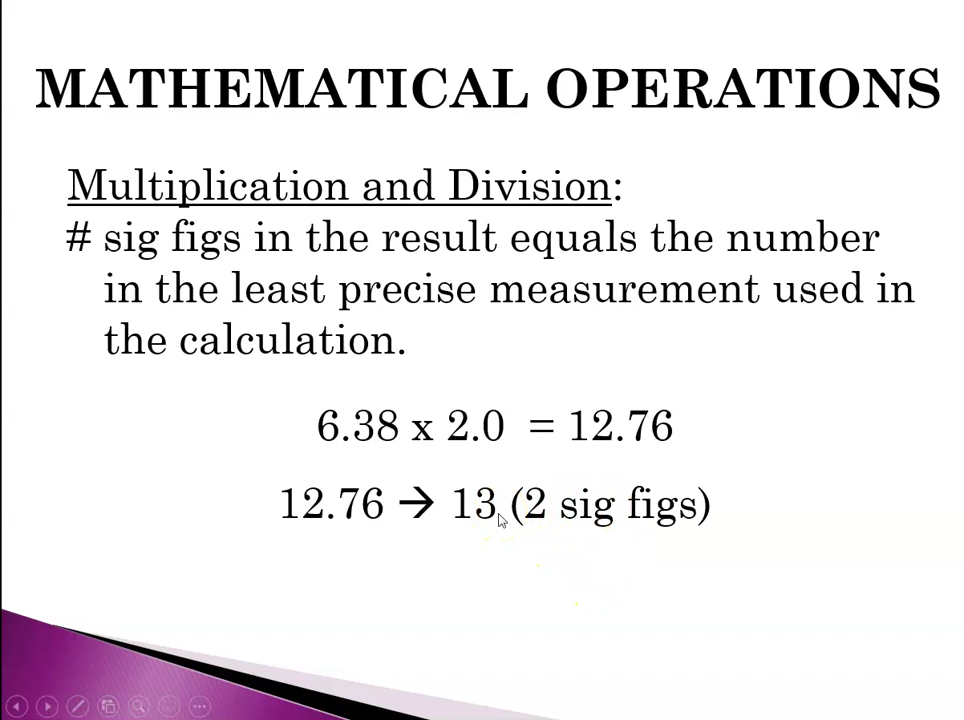 MATHEMATICAL OPERATIONS
Multiplication and Division:
# sig figs in the result equals the number
in the least precise measurement used in
the calculation.
6.38 x 2.0 = 12.76
12.76 → 13 (2 sig figs)